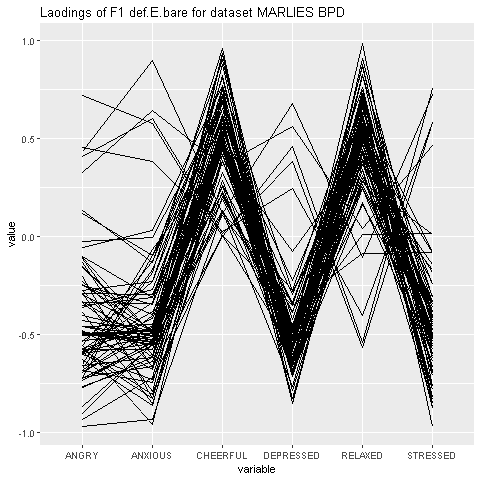 Laodings of F1 def.E.bare for dataset MARLIES BPD
1.0
0.5
0.0
-0.5
-1.0
value
ANGRY ANXIOUS CHEERFUL DEPRESSED RELAXED STRESSED
variable